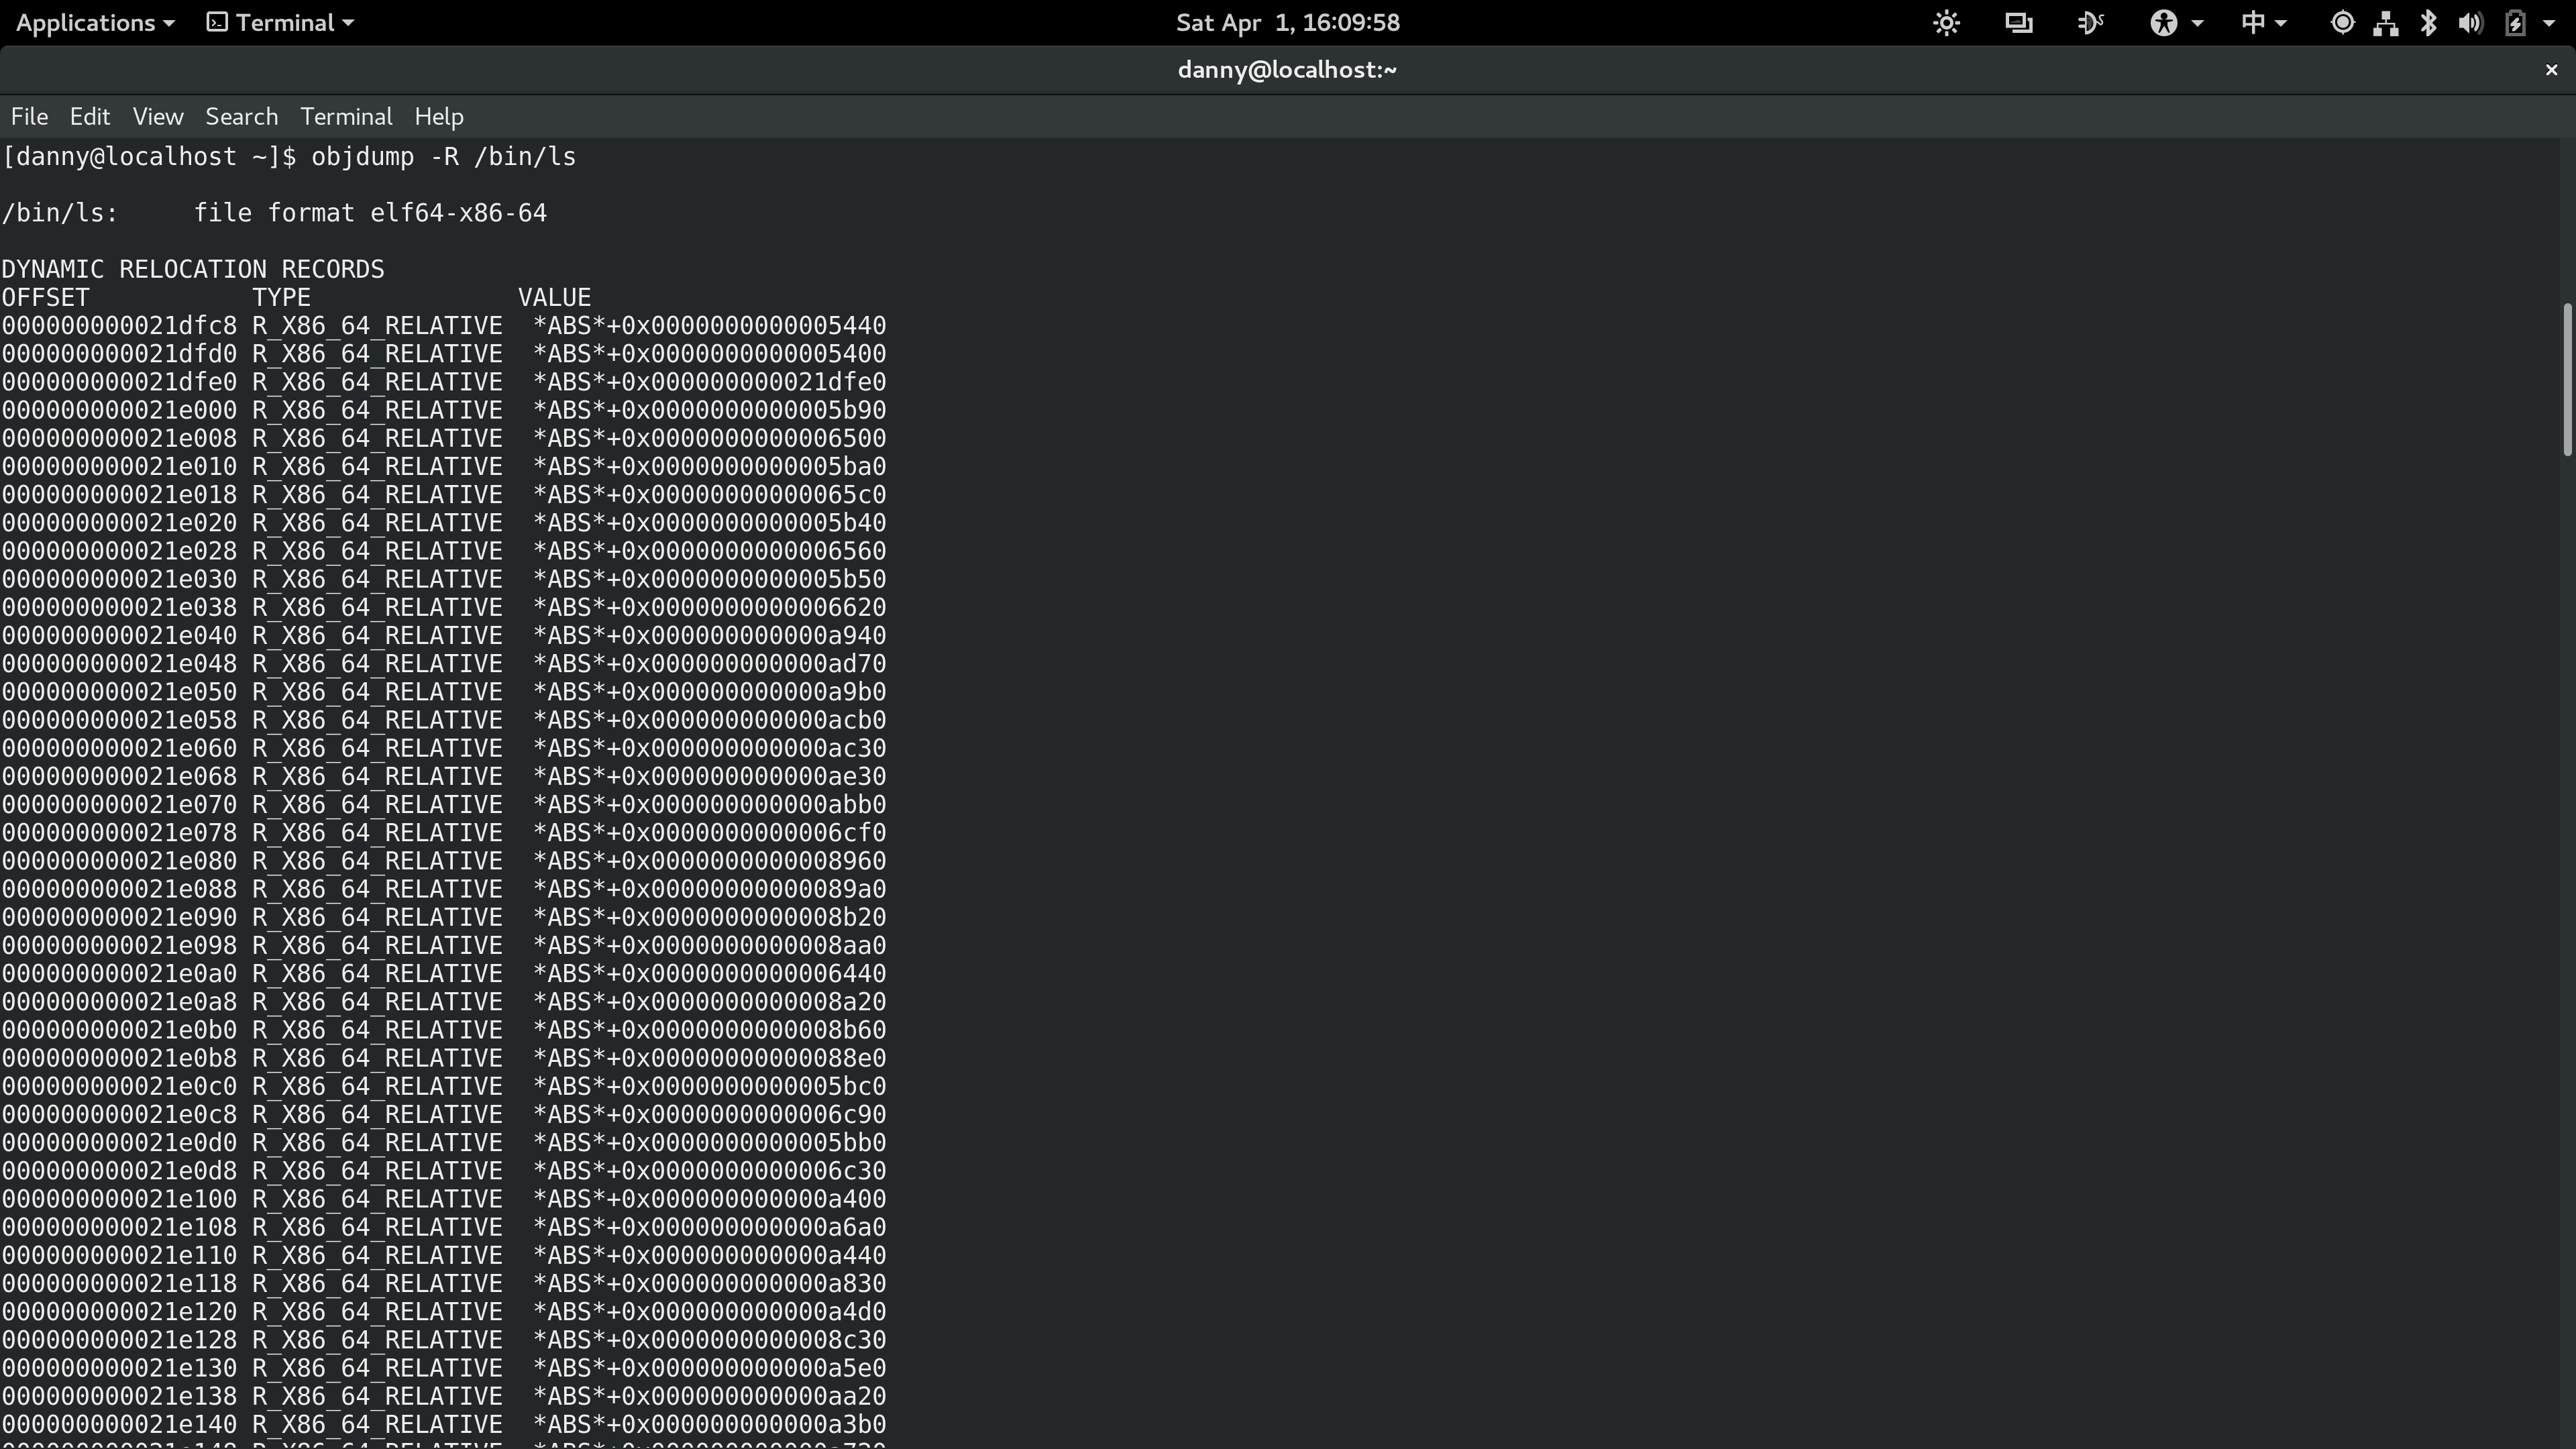 Applications Terminal Sat Apr 1, 16:09:58 中
danny@localhost:~
File Edit View Search Terminal Help
[danny@localhost ~]$ objdump -R /bin/ls
/bin/ls:     file format elf64-x86-64
DYNAMIC RELOCATION RECORDS
OFFSET           TYPE              VALUE
000000000021dfc8 R_X86_64_RELATIVE  *ABS*+0x0000000000005440
000000000021dfd0 R_X86_64_RELATIVE  *ABS*+0x0000000000005400
000000000021dfe0 R_X86_64_RELATIVE  *ABS*+0x000000000021dfe0
000000000021e000 R_X86_64_RELATIVE  *ABS*+0x0000000000005b90
000000000021e008 R_X86_64_RELATIVE  *ABS*+0x0000000000006500
000000000021e010 R_X86_64_RELATIVE  *ABS*+0x0000000000005ba0
000000000021e018 R_X86_64_RELATIVE  *ABS*+0x00000000000065c0
000000000021e020 R_X86_64_RELATIVE  *ABS*+0x0000000000005b40
000000000021e028 R_X86_64_RELATIVE  *ABS*+0x0000000000006560
000000000021e030 R_X86_64_RELATIVE  *ABS*+0x0000000000005b50
000000000021e038 R_X86_64_RELATIVE  *ABS*+0x0000000000006620
000000000021e040 R_X86_64_RELATIVE  *ABS*+0x000000000000a940
000000000021e048 R_X86_64_RELATIVE  *ABS*+0x000000000000ad70
000000000021e050 R_X86_64_RELATIVE  *ABS*+0x000000000000a9b0
000000000021e058 R_X86_64_RELATIVE  *ABS*+0x000000000000acb0
000000000021e060 R_X86_64_RELATIVE  *ABS*+0x000000000000ac30
000000000021e068 R_X86_64_RELATIVE  *ABS*+0x000000000000ae30
000000000021e070 R_X86_64_RELATIVE  *ABS*+0x000000000000abb0
000000000021e078 R_X86_64_RELATIVE  *ABS*+0x0000000000006cf0
000000000021e080 R_X86_64_RELATIVE  *ABS*+0x0000000000008960
000000000021e088 R_X86_64_RELATIVE  *ABS*+0x00000000000089a0
000000000021e090 R_X86_64_RELATIVE  *ABS*+0x0000000000008b20
000000000021e098 R_X86_64_RELATIVE  *ABS*+0x0000000000008aa0
000000000021e0a0 R_X86_64_RELATIVE  *ABS*+0x0000000000006440
000000000021e0a8 R_X86_64_RELATIVE  *ABS*+0x0000000000008a20
000000000021e0b0 R_X86_64_RELATIVE  *ABS*+0x0000000000008b60
000000000021e0b8 R_X86_64_RELATIVE  *ABS*+0x00000000000088e0
000000000021e0c0 R_X86_64_RELATIVE  *ABS*+0x0000000000005bc0
000000000021e0c8 R_X86_64_RELATIVE  *ABS*+0x0000000000006c90
000000000021e0d0 R_X86_64_RELATIVE  *ABS*+0x0000000000005bb0
000000000021e0d8 R_X86_64_RELATIVE  *ABS*+0x0000000000006c30
000000000021e100 R_X86_64_RELATIVE  *ABS*+0x000000000000a400
000000000021e108 R_X86_64_RELATIVE  *ABS*+0x000000000000a6a0
000000000021e110 R_X86_64_RELATIVE  *ABS*+0x000000000000a440
000000000021e118 R_X86_64_RELATIVE  *ABS*+0x000000000000a830
000000000021e120 R_X86_64_RELATIVE  *ABS*+0x000000000000a4d0
000000000021e128 R_X86_64_RELATIVE  *ABS*+0x0000000000008c30
000000000021e130 R_X86_64_RELATIVE  *ABS*+0x000000000000a5e0
000000000021e138 R_X86_64_RELATIVE  *ABS*+0x000000000000aa20
000000000021e140 R_X86_64_RELATIVE  *ABS*+0x000000000000a3b0